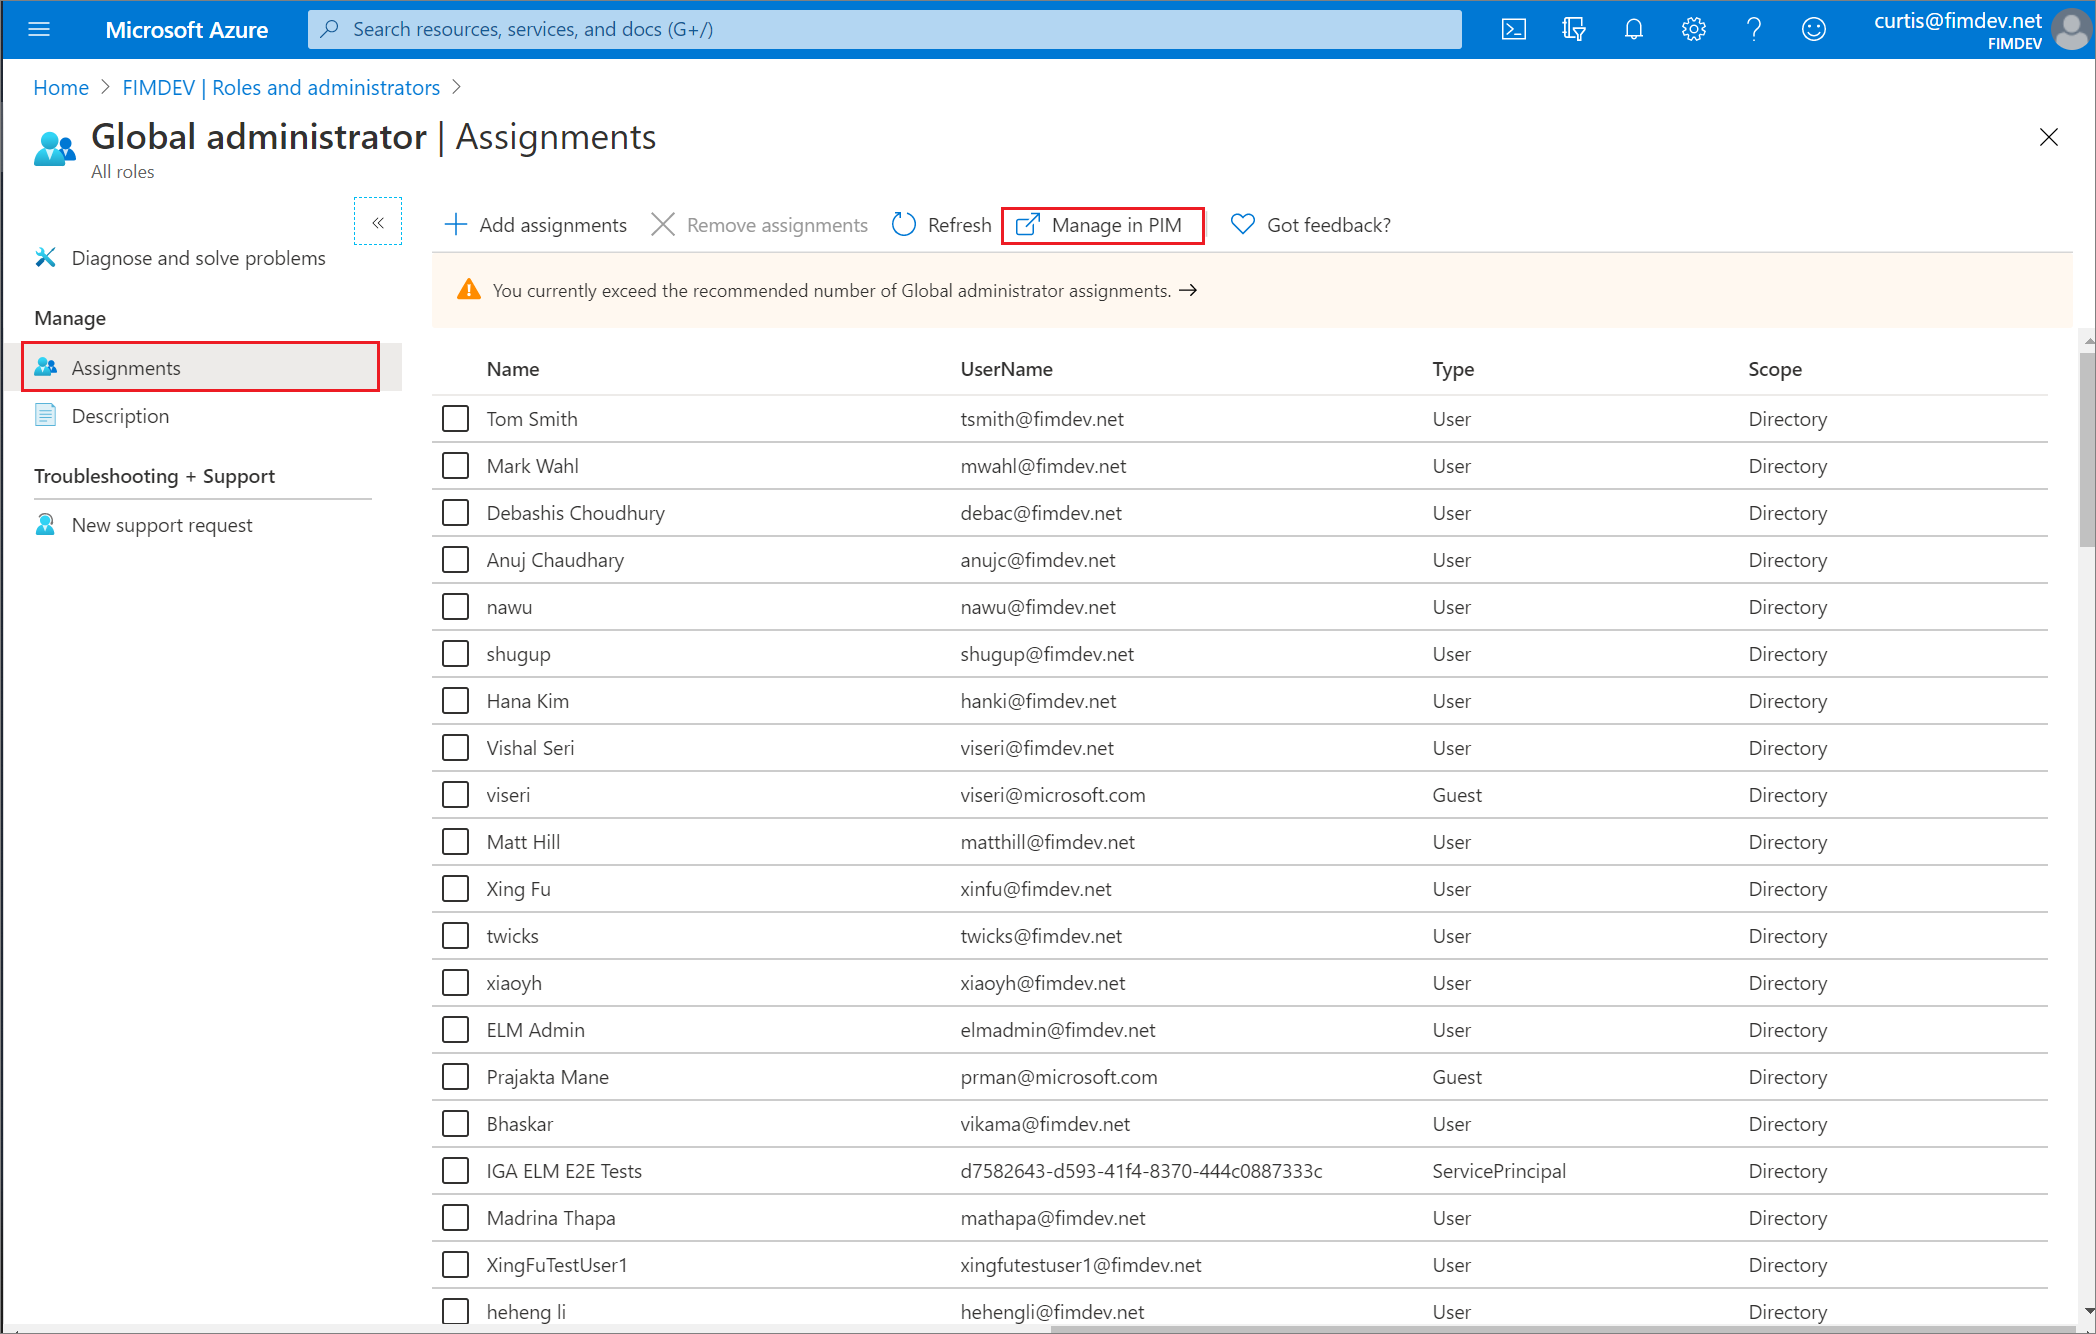 Microsoft Azure
Search resources, services, and docs (G+/)
curtis@fimdev.net
FIMDEV
Home > FIMDEV | Roles and administrators >
Global administrator | Assignments
All roles
«
Diagnose and solve problems
Manage
Assignments
Description
Troubleshooting + Support
New support request
Add assignments Remove assignments Refresh Manage in PIM Got feedback?
You currently exceed the recommended number of Global administrator assignments. →
Name UserName Type Scope
Tom Smith tsmith@fimdev.net User Directory
Mark Wahl mwahl@fimdev.net User Directory
Debashis Choudhury debac@fimdev.net User Directory
Anuj Chaudhary anujc@fimdev.net User Directory
nawu nawu@fimdev.net User Directory
shugup shugup@fimdev.net User Directory
Hana Kim hanki@fimdev.net User Directory
Vishal Seri viseri@fimdev.net User Directory
viseri viseri@microsoft.com Guest Directory
Matt Hill matthill@fimdev.net User Directory
Xing Fu xinfu@fimdev.net User Directory
twicks twicks@fimdev.net User Directory
xiaoyh xiaoyh@fimdev.net User Directory
ELM Admin elmadmin@fimdev.net User Directory
Prajakta Mane prman@microsoft.com Guest Directory
Bhaskar vikama@fimdev.net User Directory
IGA ELM E2E Tests d7582643-d593-41f4-8370-444c0887333c ServicePrincipal Directory
Madrina Thapa mathapa@fimdev.net User Directory
XingFuTestUser1 xingfutestuser1@fimdev.net User Directory
heheng li hehengli@fimdev.net User Directory